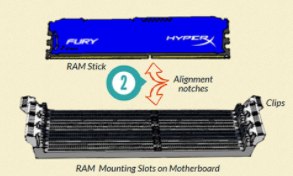 FURY HYPERX
RAM Stick
2
Alignment
notches
Clips
RAM Mounting Slots on Motherboard